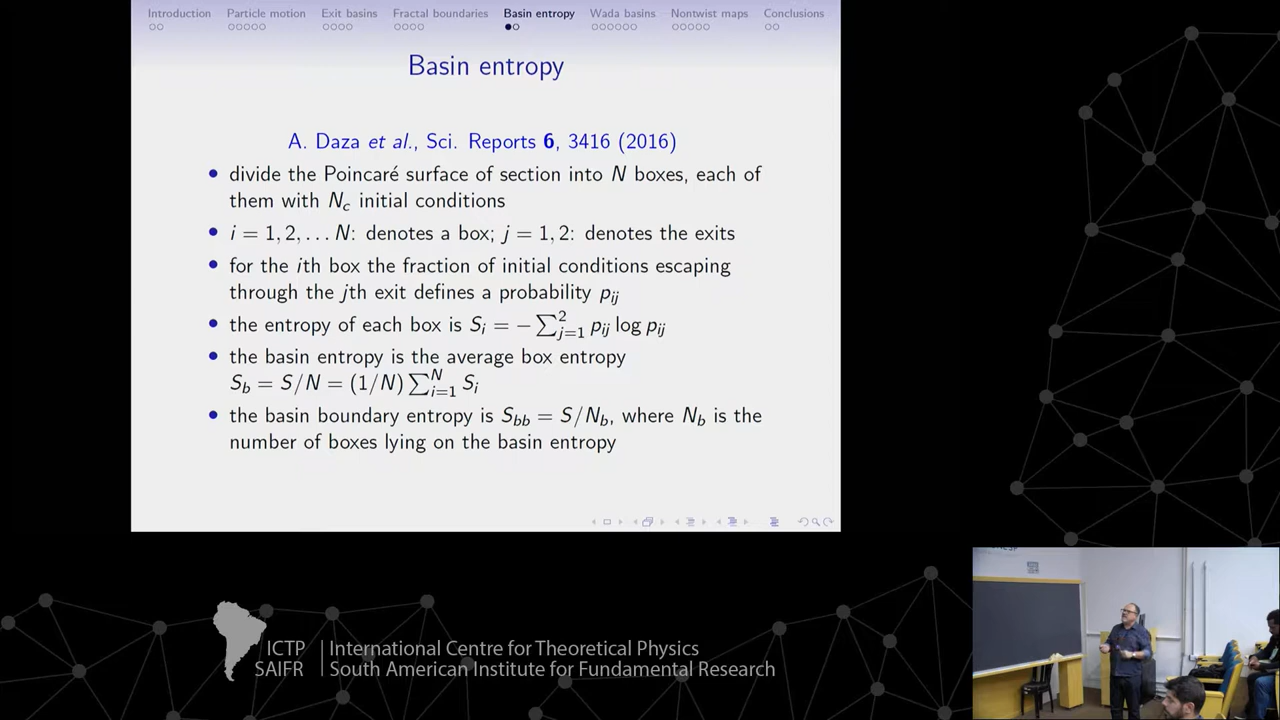 Introduction Particle motion Exit basins Fractal boundaries Basin entropy Wada basins Nontwist maps Conclusions
Basin entropy
A. Daza et al., Sci. Reports 6, 3416 (2016)
• divide the Poincaré surface of section into N boxes, each of
them with N_c initial conditions
• i = 1, 2, . . . N: denotes a box; j = 1, 2: denotes the exits
• for the ith box the fraction of initial conditions escaping
through the jth exit defines a probability p_ij
• the entropy of each box is S_i = − ∑_{j=1}^{2} p_ij log p_ij
• the basin entropy is the average box entropy
S_b = S/N = (1/N) ∑_{i=1}^{N} S_i
• the basin boundary entropy is S_bb = S/N_b, where N_b is the
number of boxes lying on the basin entropy
ICTP International Centre for Theoretical Physics
SAIFR South American Institute for Fundamental Research